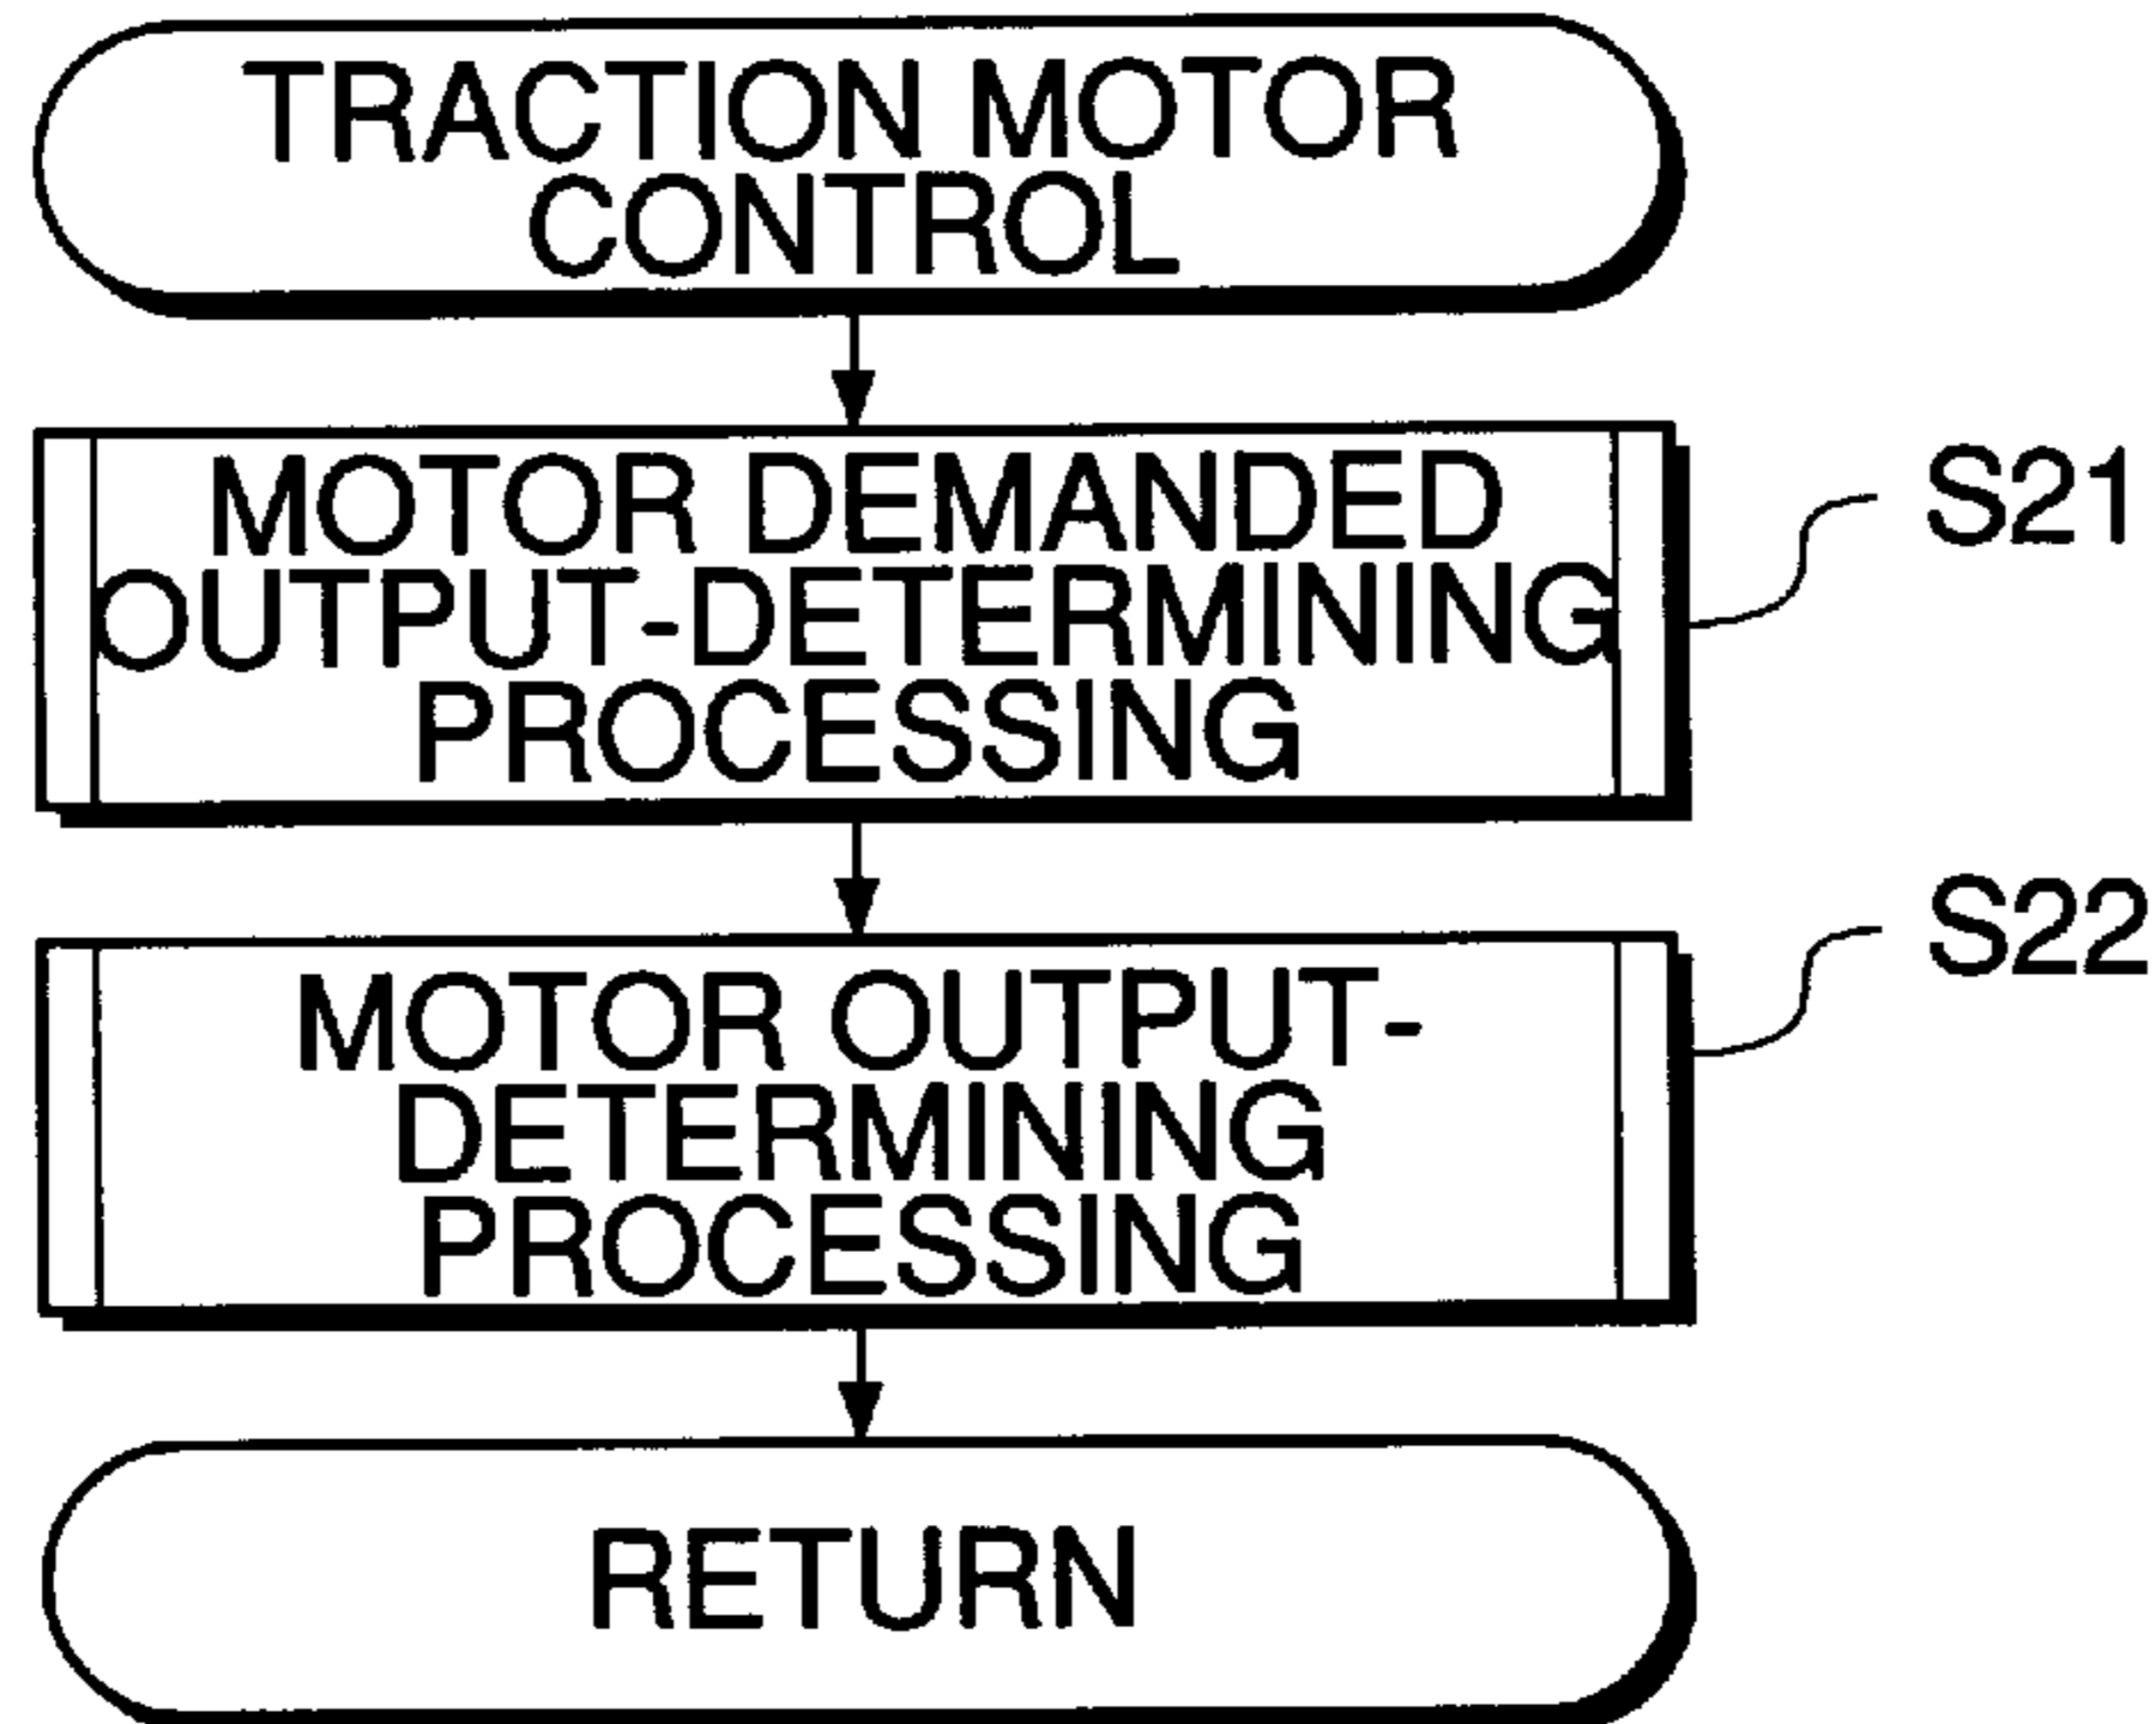 TRACTION MOTOR
CONTROL
MOTOR DEMANDED
OUTPUT-DETERMINING
PROCESSING
S21
MOTOR OUTPUT-
DETERMINING
PROCESSING
S22
RETURN